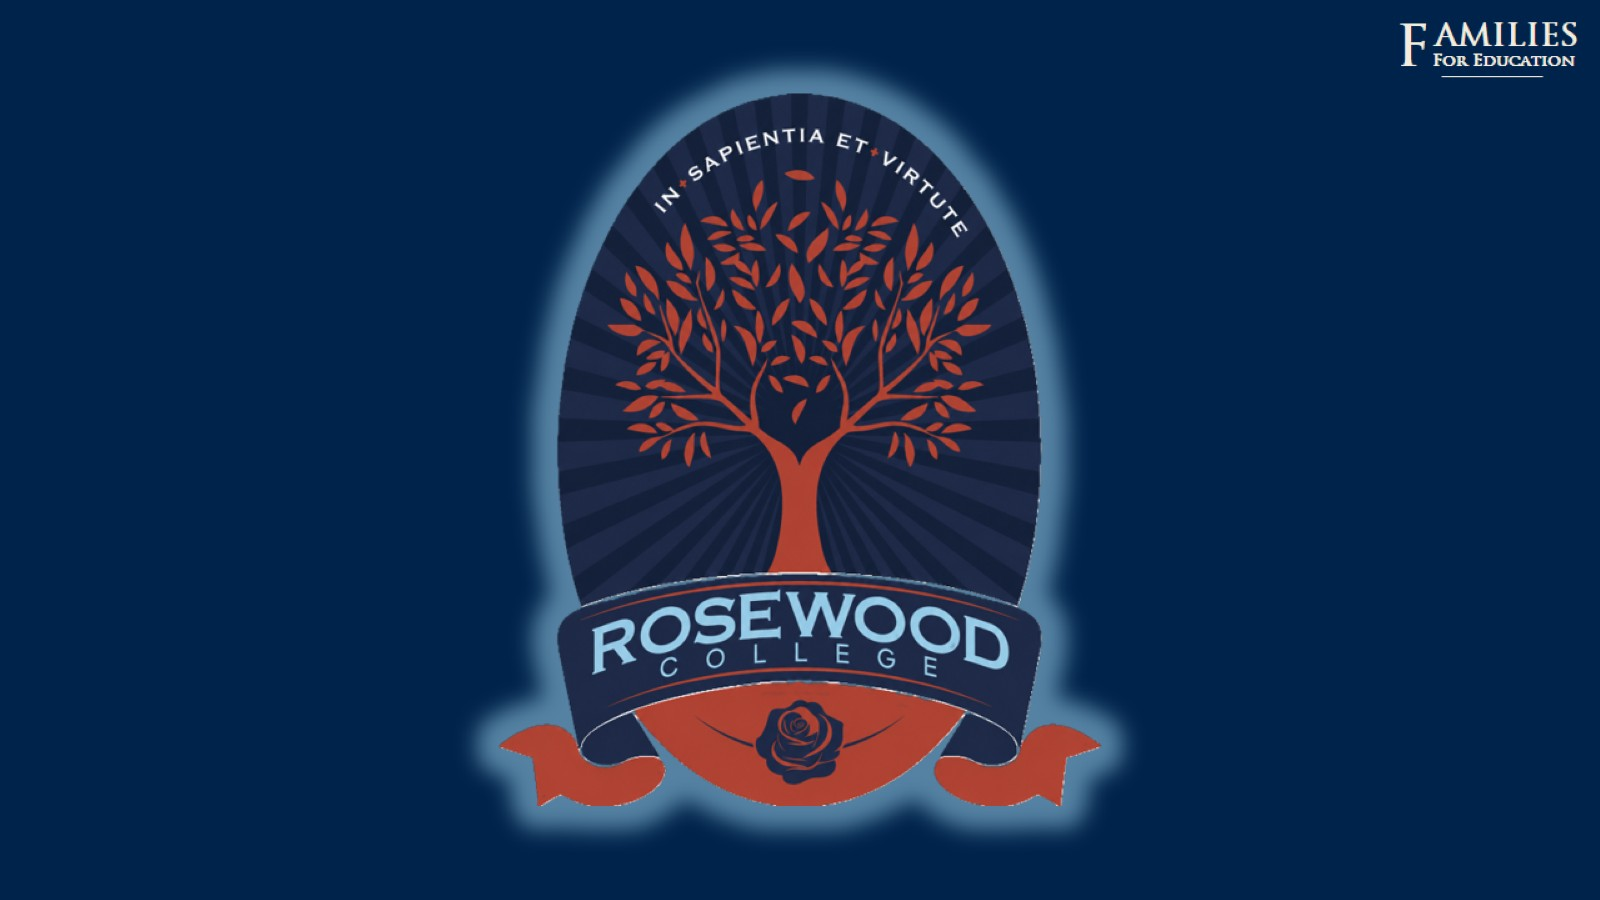 FAMILIES
FOR EDUCATION
IN SAPIENTIA ET VIRTUTE
ROSEWOOD
COLLEGE